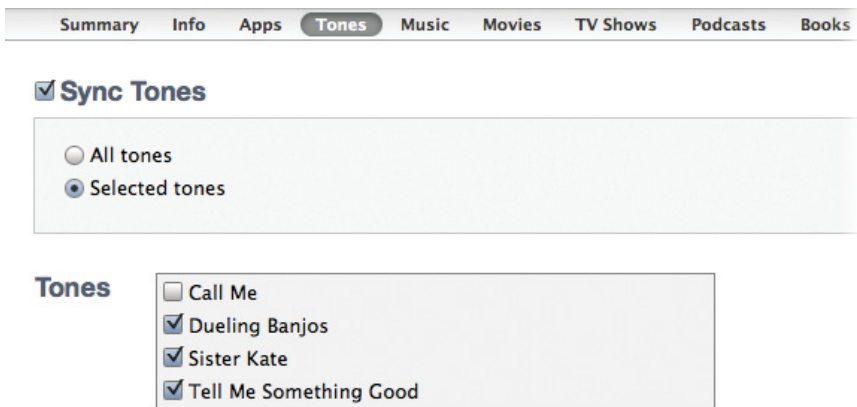 Summary Info Apps Tones Music Movies TV Shows Podcasts Books
Sync Tones
All tones
Selected tones
Tones
Call Me
Dueling Banjos
Sister Kate
Tell Me Something Good